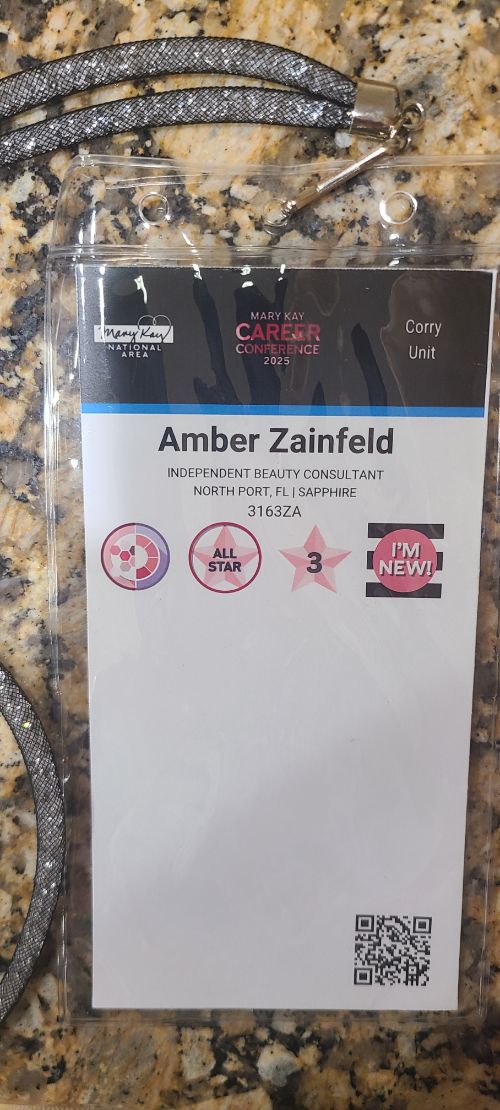 Mary Kay
NATIONAL
AREA
MARY KAY
CAREER
CONFERENCE
2025
Corry
Unit
Amber Zainfeld
INDEPENDENT BEAUTY CONSULTANT
NORTH PORT, FL | SAPPHIRE
3163ZA
ALL
STAR
3
I'M
NEW!